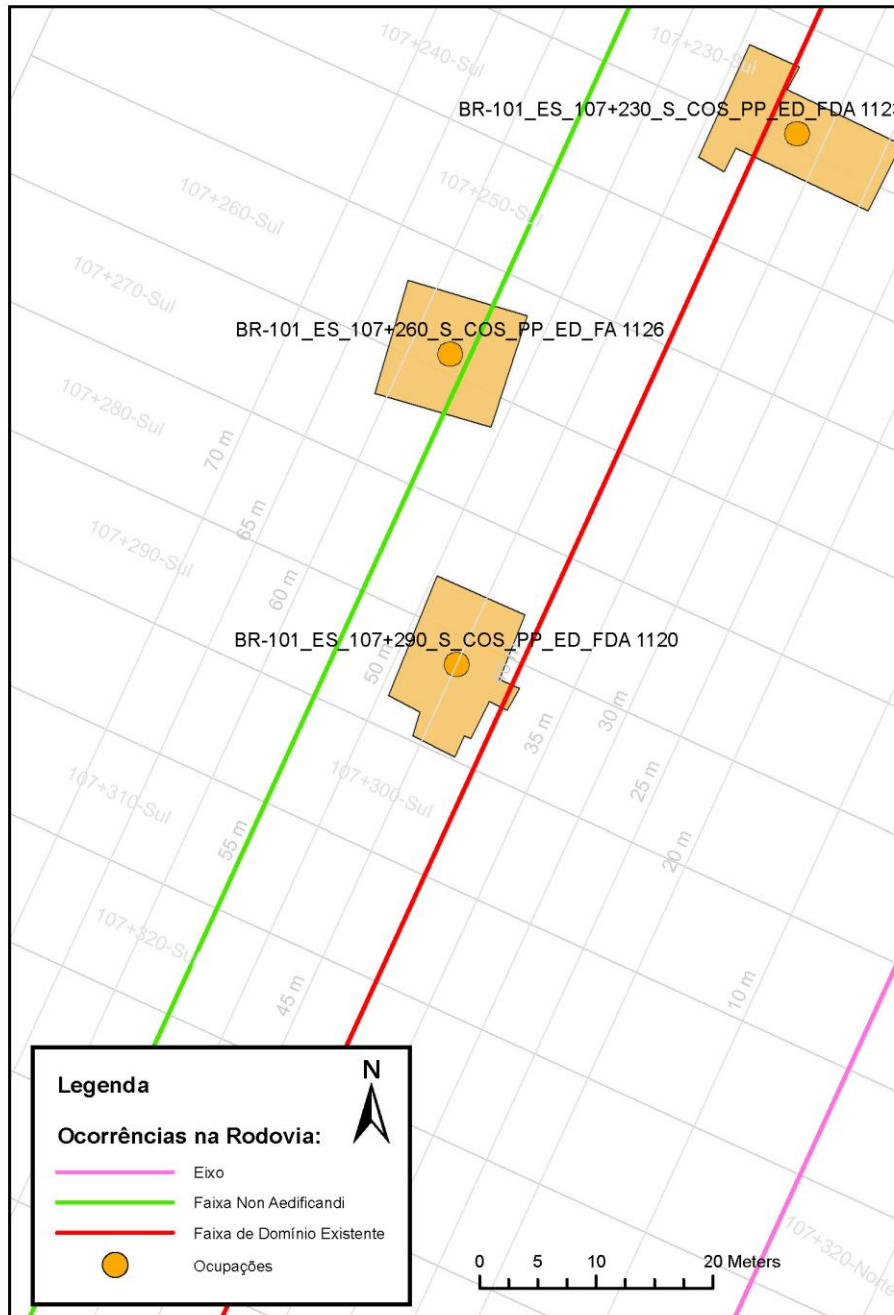 107+240-Sul
107+230-Sul
BR-101_ES_107+230_S_COS_PP_ED_FDA 1123
107+260-Sul
107+250-Sul
107+270-Sul
BR-101_ES_107+260_S_COS_PP_ED_FA 1126
107+280-Sul
70 m
65 m
107+290-Sul
60 m
BR-101_ES_107+290_S_COS_PP_ED_FDA 1120
50 m
30 m
35 m
107+310-Sul
107+300-Sul
25 m
55 m
20 m
107+320-Sul
45 m
10 m
Legenda
N
Ocorrências na Rodovia:
Eixo
Faixa Non Aedificandi
Faixa de Domínio Existente
Ocupações
0 5 10 20 Meters
107+320-Norte